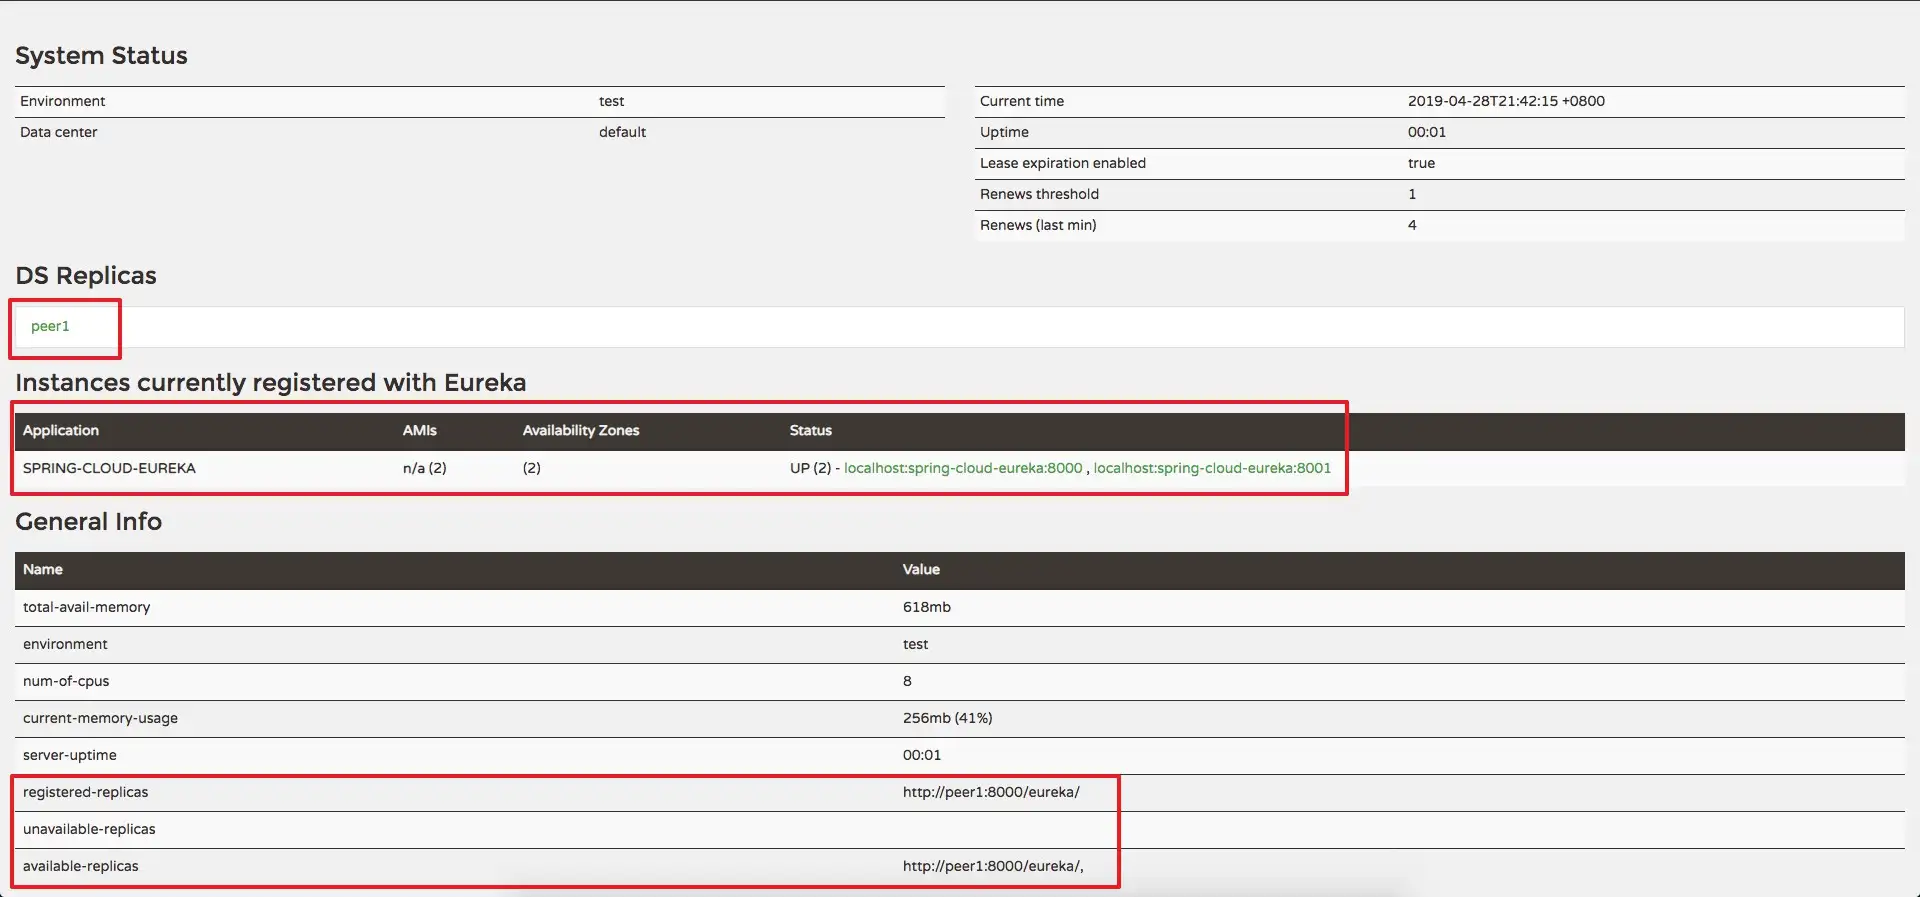 System Status
Environment test
Data center default
Current time 2019-04-28T21:42:15 +0800
Uptime 00:01
Lease expiration enabled true
Renews threshold 1
Renews (last min) 4
DS Replicas
peer1
Instances currently registered with Eureka
Application AMIs Availability Zones Status
SPRING-CLOUD-EUREKA n/a (2) (2) UP (2) - localhost:spring-cloud-eureka:8000 , localhost:spring-cloud-eureka:8001
General Info
Name Value
total-avail-memory 618mb
environment test
num-of-cpus 8
current-memory-usage 256mb (41%)
server-uptime 00:01
registered-replicas http://peer1:8000/eureka/
unavailable-replicas
available-replicas http://peer1:8000/eureka/,